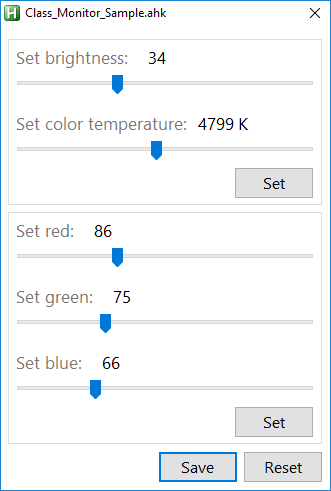 Class_Monitor_Sample.ahk
Set brightness: 34
Set color temperature: 4799 K
Set
Set red: 86
Set green: 75
Set blue: 66
Set
Save Reset